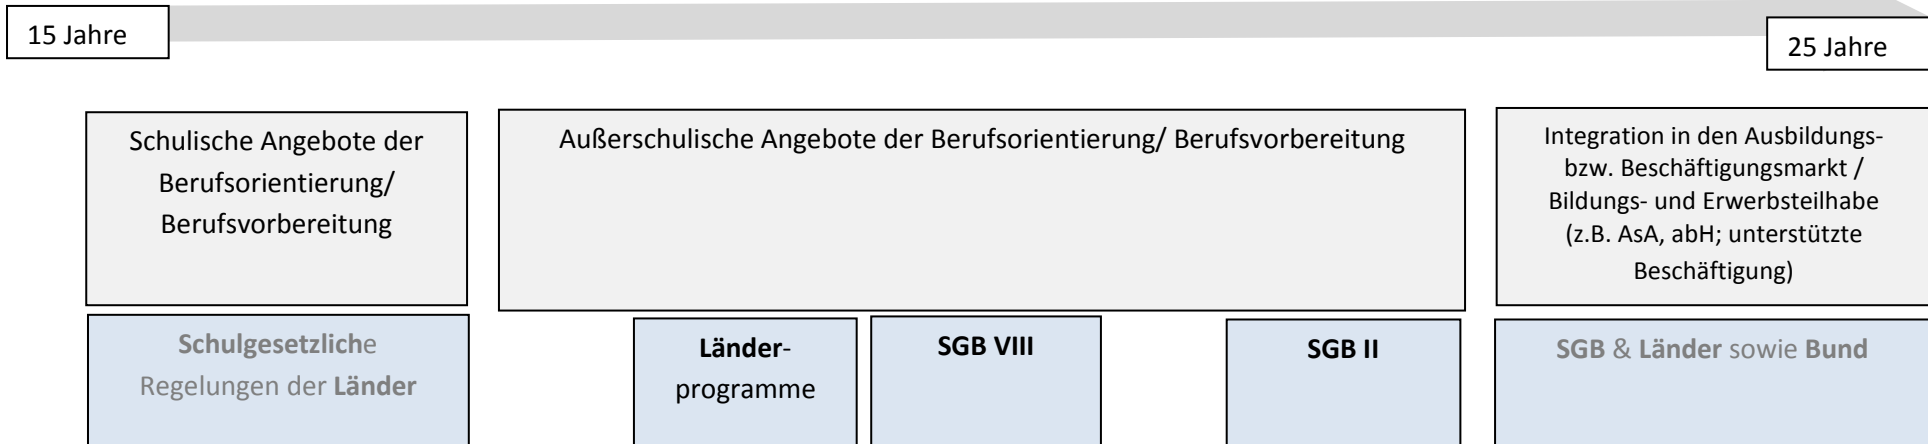 15 Jahre
25 Jahre
Schulische Angebote der
Berufsorientierung/
Berufsvorbereitung
Außerschulische Angebote der Berufsorientierung/ Berufsvorbereitung
Integration in den Ausbildungs-
bzw. Beschäftigungsmarkt /
Bildungs- und Erwerbsteilhabe
(z.B. AsA, abH; unterstützte
Beschäftigung)
Schulgesetzliche
Regelungen der Länder
Länder-
programme
SGB VIII
SGB II
SGB & Länder sowie Bund